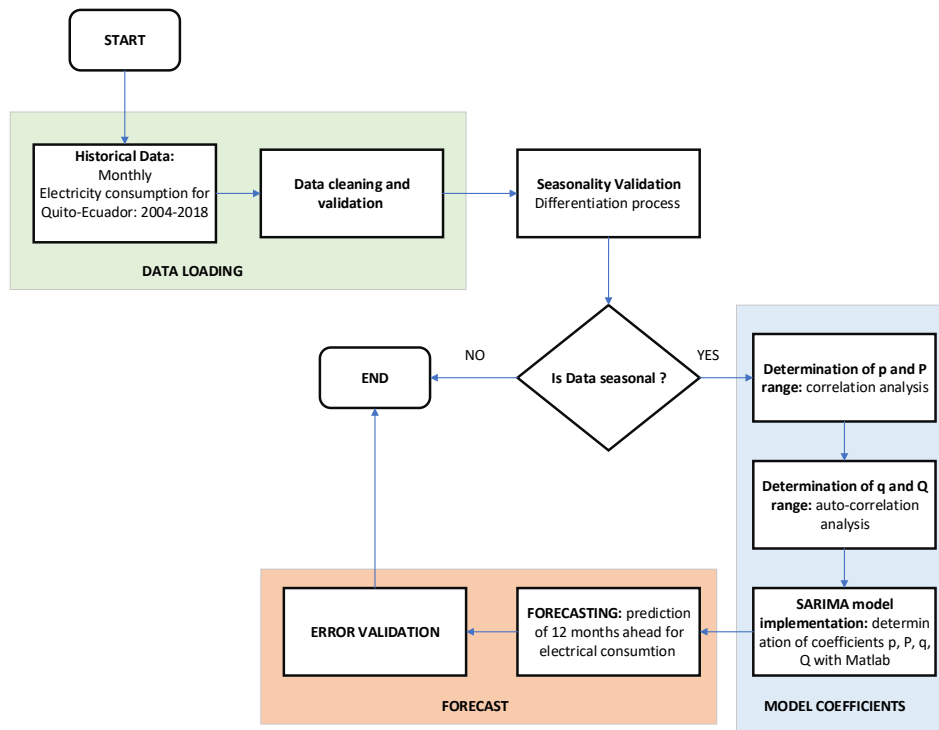 START
Historical Data:
Monthly
Electricity consumption for
Quito-Ecuador: 2004-2018
Data cleaning and
validation
DATA LOADING
Seasonality Validation
Differentiation process
Is Data seasonal ?
NO
YES
END
Determination of p and P
range: correlation analysis
Determination of q and Q
range: auto-correlation
analysis
SARIMA model
implementation: determin
ation of coefficients p, P, q,
Q with Matlab
MODEL COEFFICIENTS
FORECASTING: prediction
of 12 months ahead for
electrical consumtion
ERROR VALIDATION
FORECAST